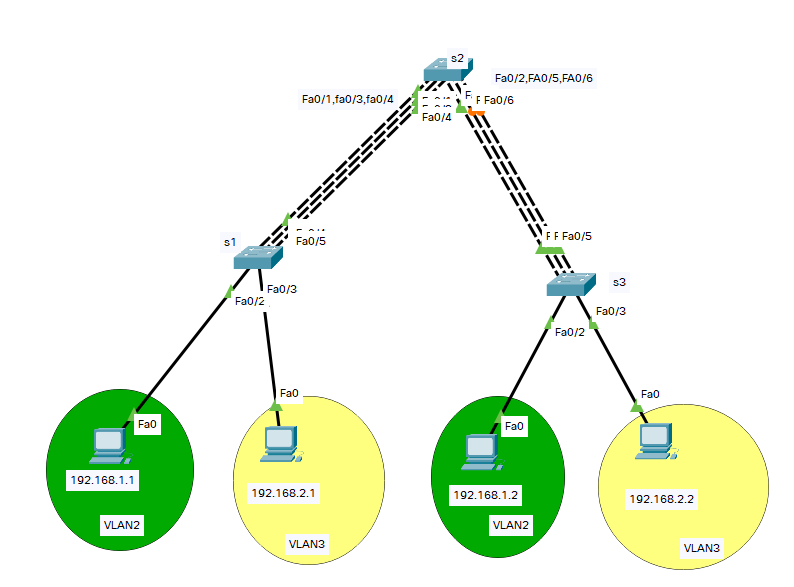 s2
Fa0/2,FA0/5,FA0/6
Fa0/1,fa0/3,fa0/4
Fa0/6
Fa0/4
s1
Fa0/5
Fa0/5
s3
Fa0/3
Fa0/2
Fa0/3
Fa0/2
Fa0
Fa0
Fa0
Fa0
192.168.1.1
192.168.2.1
192.168.1.2
192.168.2.2
VLAN2
VLAN3
VLAN2
VLAN3